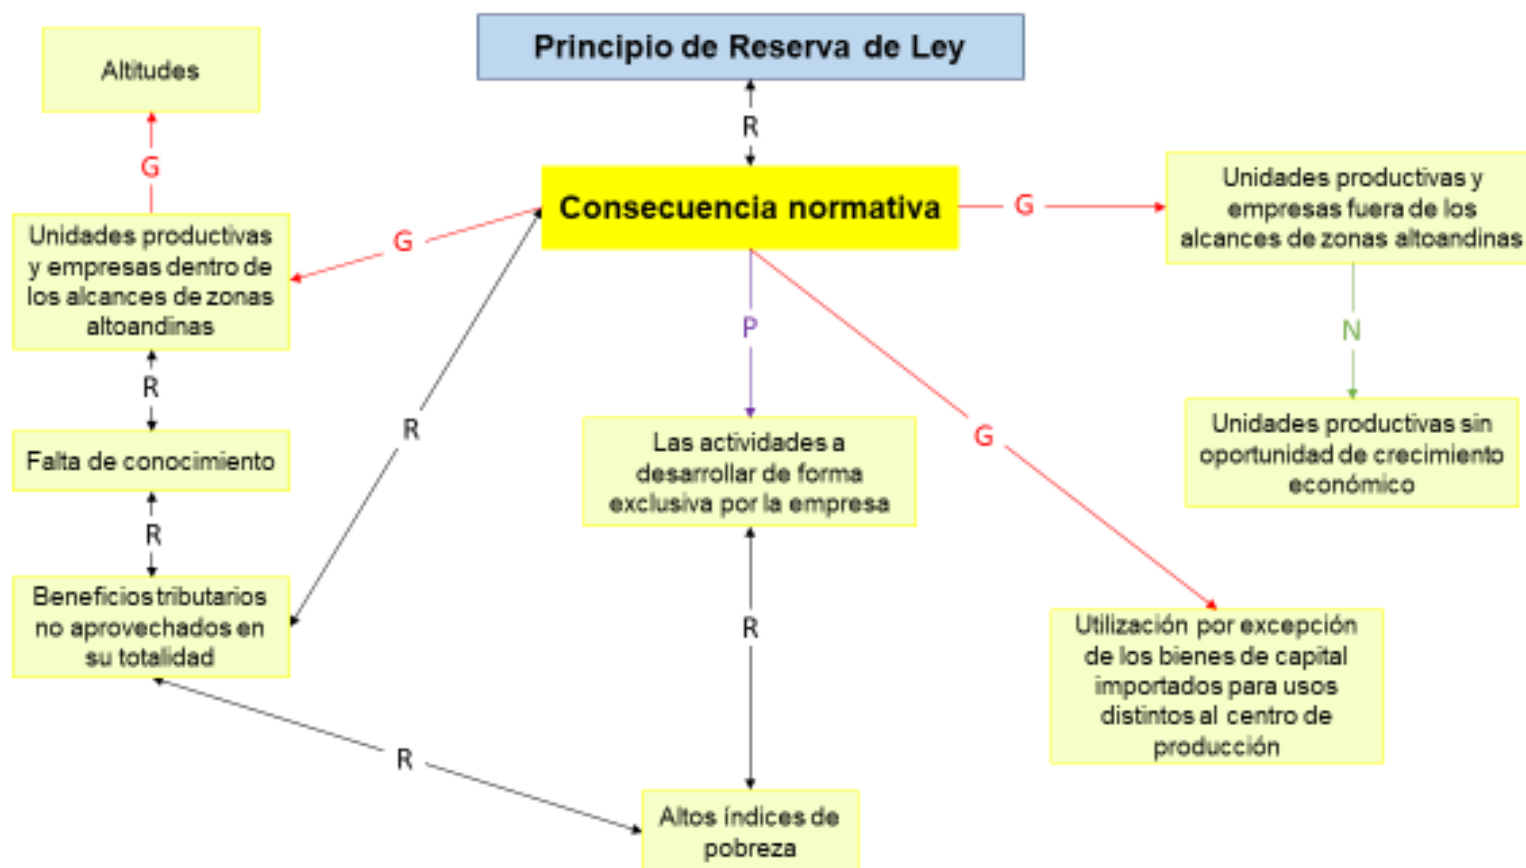 Principio de Reserva de Ley
Altitudes
R
G
Consecuencia normativa
Unidades productivas y
empresas fuera de los
alcances de zonas altoandinas
G
Unidades productivas
y empresas dentro de
los alcances de zonas
altoandinas
G
P
N
R
R
G
Las actividades a
desarrollar de forma
exclusiva por la empresa
Unidades productivas sin
oportunidad de crecimiento
económico
Falta de conocimiento
R
Beneficios tributarios
no aprovechados en
su totalidad
R
Utilización por excepción
de los bienes de capital
importados para usos
distintos al centro de
producción
R
Altos índices de
pobreza